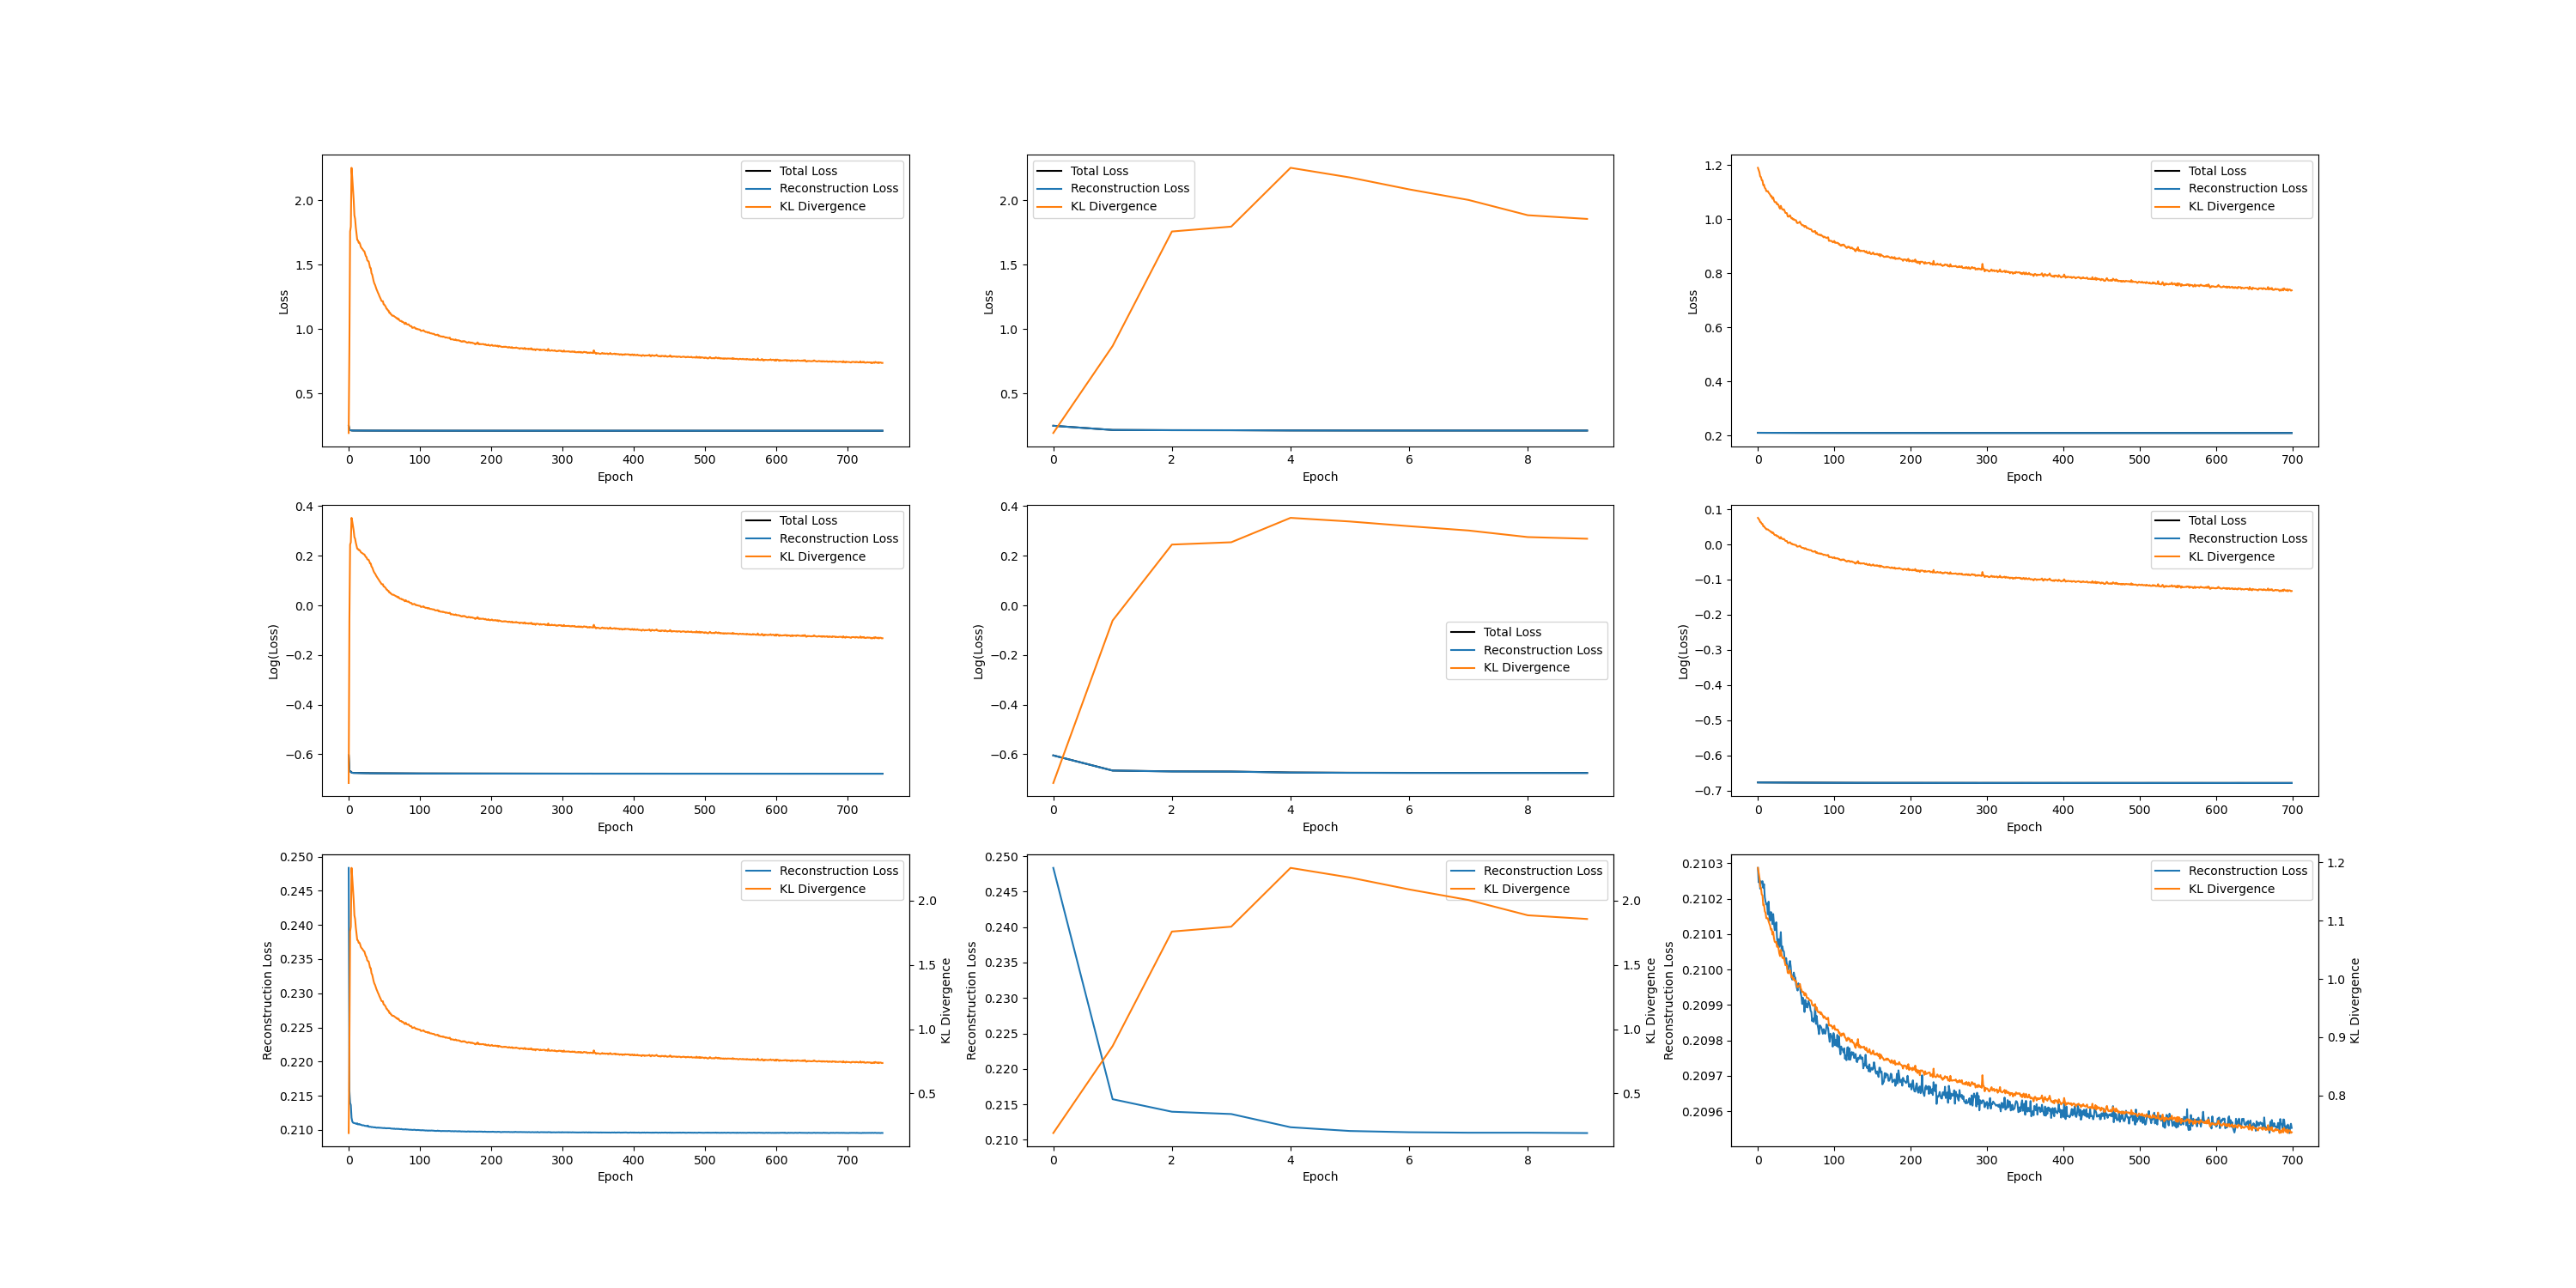 Total Loss
Reconstruction Loss
KL Divergence
2.0
1.5
1.0
0.5
Loss
0 100 200 300 400 500 600 700
Epoch
Total Loss
Reconstruction Loss
KL Divergence
2.0
1.5
1.0
0.5
Loss
0 2 4 6 8
Epoch
Total Loss
Reconstruction Loss
KL Divergence
1.2
1.0
0.8
0.6
0.4
0.2
Loss
0 100 200 300 400 500 600 700
Epoch
Total Loss
Reconstruction Loss
KL Divergence
0.4
0.2
0.0
−0.2
−0.4
−0.6
Log(Loss)
0 100 200 300 400 500 600 700
Epoch
Total Loss
Reconstruction Loss
KL Divergence
0.4
0.2
0.0
−0.2
−0.4
−0.6
Log(Loss)
0 2 4 6 8
Epoch
Total Loss
Reconstruction Loss
KL Divergence
0.1
0.0
−0.1
−0.2
−0.3
−0.4
−0.5
−0.6
−0.7
Log(Loss)
0 100 200 300 400 500 600 700
Epoch
Reconstruction Loss
KL Divergence
0.250
0.245
0.240
0.235
0.230
0.225
0.220
0.215
0.210
Reconstruction Loss
2.0
1.5
1.0
0.5
KL Divergence
0 100 200 300 400 500 600 700
Epoch
Reconstruction Loss
KL Divergence
0.250
0.245
0.240
0.235
0.230
0.225
0.220
0.215
0.210
Reconstruction Loss
2.0
1.5
1.0
0.5
KL Divergence
0 2 4 6 8
Epoch
Reconstruction Loss
KL Divergence
0.2103
0.2102
0.2101
0.2100
0.2099
0.2098
0.2097
0.2096
Reconstruction Loss
1.2
1.1
1.0
0.9
0.8
KL Divergence
0 100 200 300 400 500 600 700
Epoch